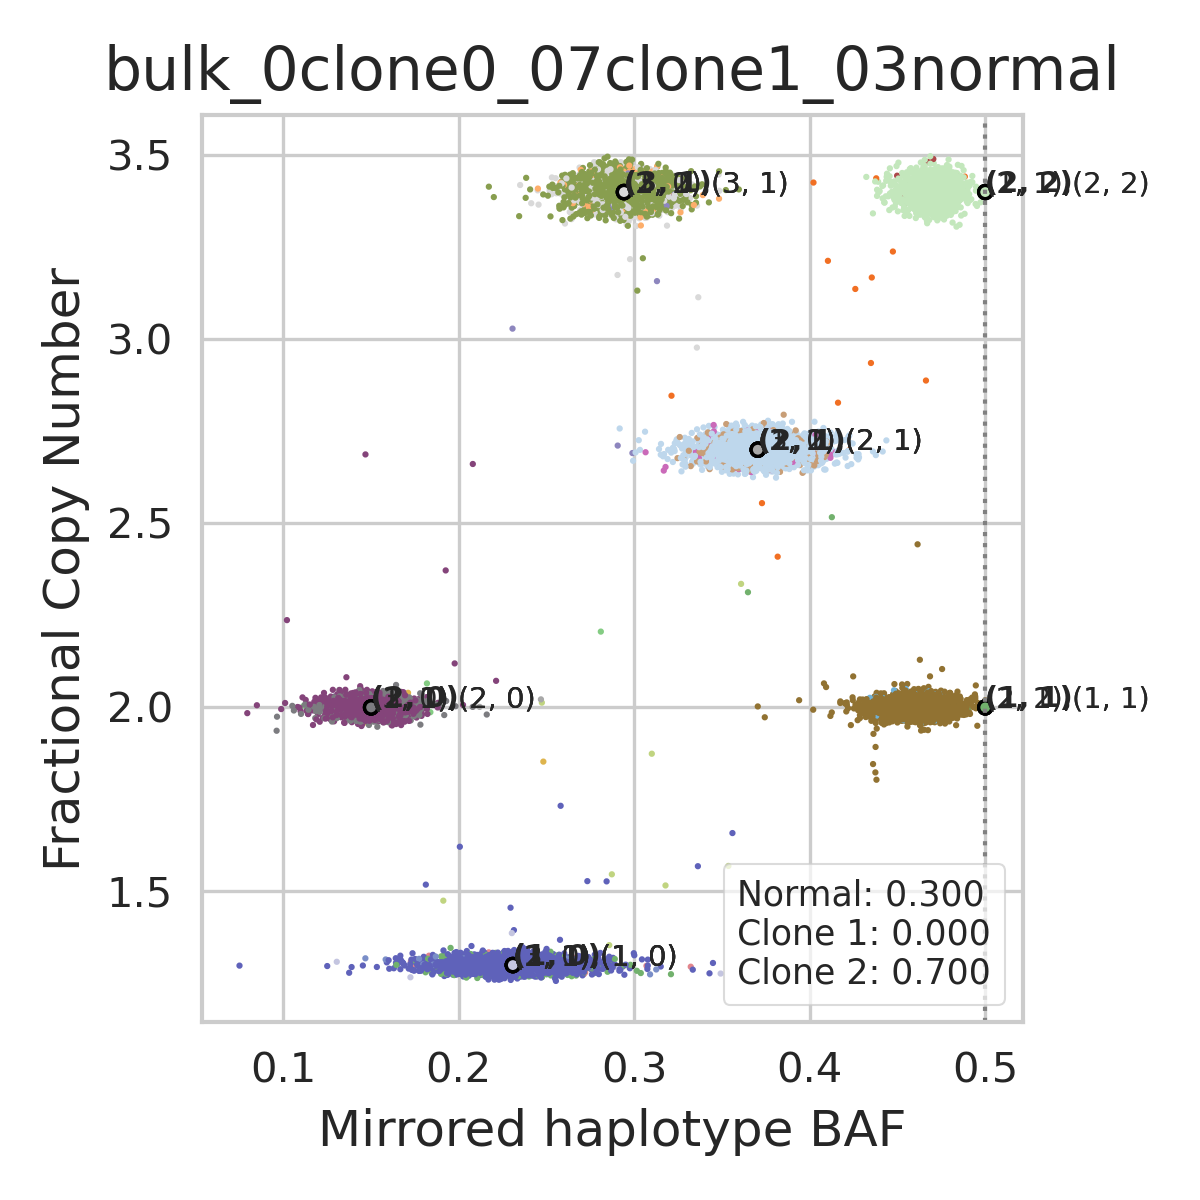 bulk_0clone0_07clone1_03normal
3.5
3.0
2.5
2.0
1.5
Fractional Copy Number
(3, 1)
(2, 2)
(2, 1)
(2, 0)
(1, 1)
(1, 0)
Normal: 0.300
Clone 1: 0.000
Clone 2: 0.700
0.1 0.2 0.3 0.4 0.5
Mirrored haplotype BAF